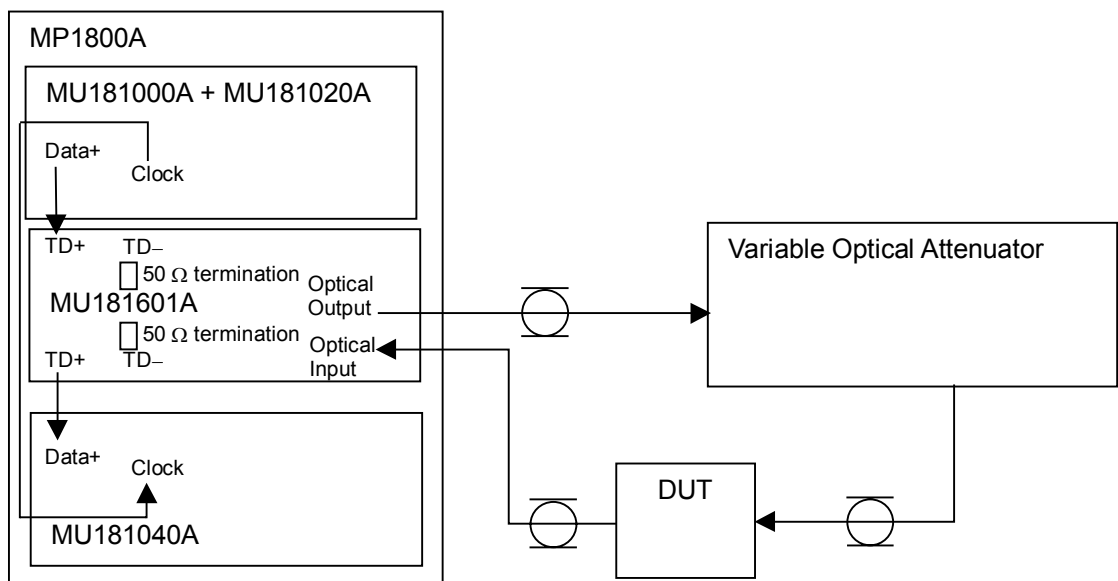 MP1800A
MU181000A + MU181020A
Data+
Clock
TD+ TD–
50 Ω termination
MU181601A
Optical
Output
50 Ω termination
TD+ TD–
Optical
Input
Data+
Clock
MU181040A
Variable Optical Attenuator
DUT